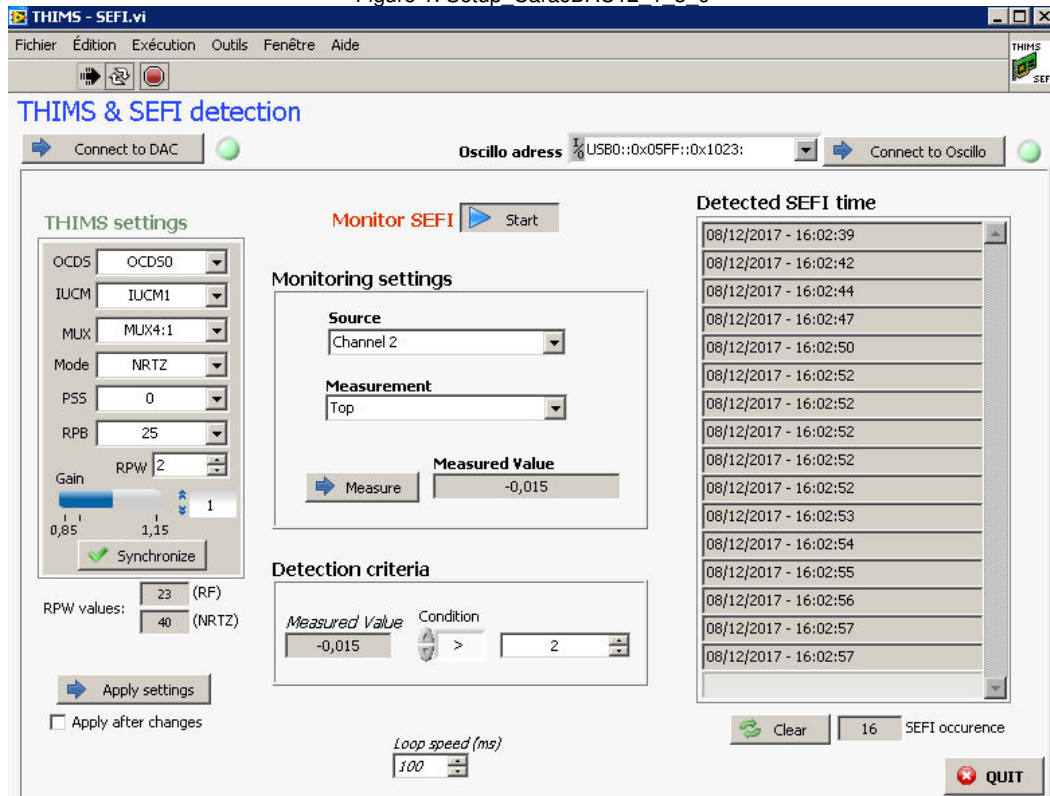 THIMS - SEFI.vi
Fichier Édition Exécution Outils Fenêtre Aide
THIMS
SEF
THIMS & SEFI detection
Connect to DAC
Oscillo adress USB0::0x05FF::0x1023:
Connect to Oscillo
THIMS settings
OCDS OCDS0
IUCM IUCM1
MUX MUX4:1
Mode NRTZ
PSS 0
RPB 25
RPW 2
Gain
1
0,85 1,15
Synchronize
RPW values: 23 (RF)
40 (NRTZ)
Apply settings
Apply after changes
Monitor SEFI Start
Monitoring settings
Source
Channel 2
Measurement
Top
Measured Value
Measure -0,015
Detection criteria
Measured Value Condition
-0,015 > 2
Loop speed (ms)
100
Detected SEFI time
08/12/2017 - 16:02:39
08/12/2017 - 16:02:42
08/12/2017 - 16:02:44
08/12/2017 - 16:02:47
08/12/2017 - 16:02:50
08/12/2017 - 16:02:52
08/12/2017 - 16:02:52
08/12/2017 - 16:02:52
08/12/2017 - 16:02:52
08/12/2017 - 16:02:52
08/12/2017 - 16:02:53
08/12/2017 - 16:02:54
08/12/2017 - 16:02:55
08/12/2017 - 16:02:56
08/12/2017 - 16:02:57
08/12/2017 - 16:02:57
Clear 16 SEFI occurence
QUIT